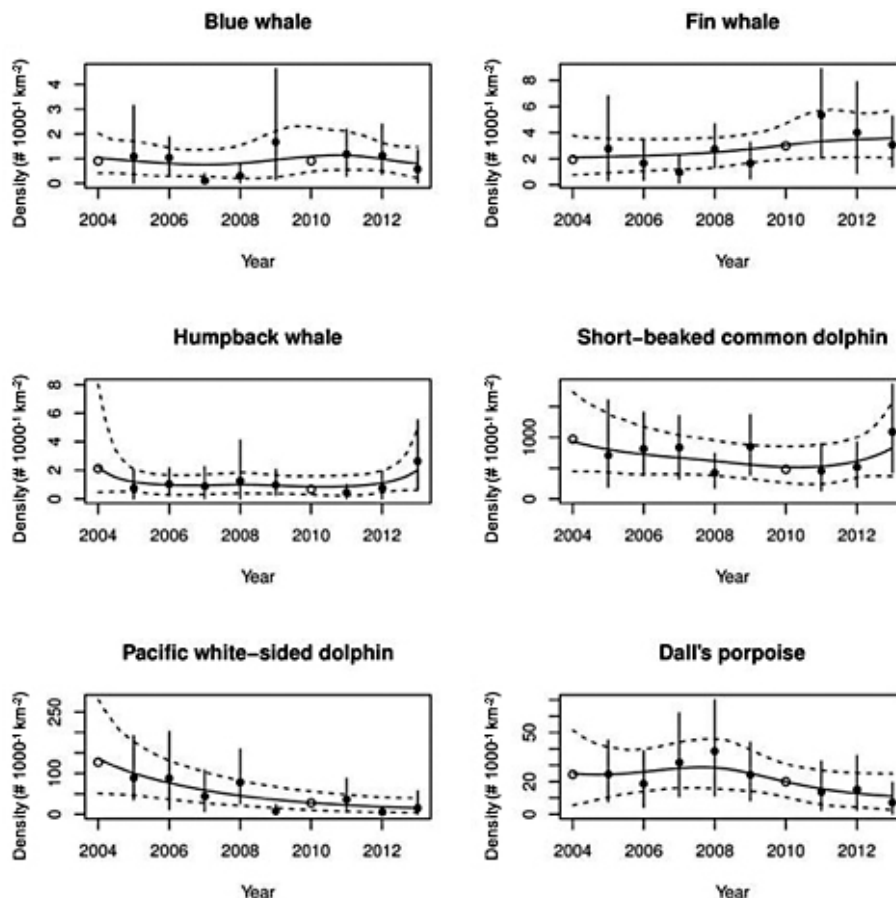 Blue whale
Density (# 1000⁻¹ km⁻²)
0 1 2 3 4
2004 2006 2008 2010 2012
Year
Fin whale
Density (# 1000⁻¹ km⁻²)
0 2 4 6 8
2004 2006 2008 2010 2012
Year
Humpback whale
Density (# 1000⁻¹ km⁻²)
0 2 4 6 8
2004 2006 2008 2010 2012
Year
Short−beaked common dolphin
Density (# 1000⁻¹ km⁻²)
0 1000
2004 2006 2008 2010 2012
Year
Pacific white−sided dolphin
Density (# 1000⁻¹ km⁻²)
0 100 250
2004 2006 2008 2010 2012
Year
Dall's porpoise
Density (# 1000⁻¹ km⁻²)
0 20 50
2004 2006 2008 2010 2012
Year